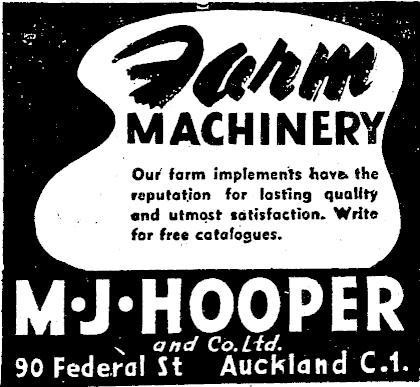 Farm
MACHINERY
Our farm implements have the
reputation for lasting quality
and utmost satisfaction. Write
for free catalogues.
M·J·HOOPER
and Co. Ltd.
90 Federal St Auckland C.1.